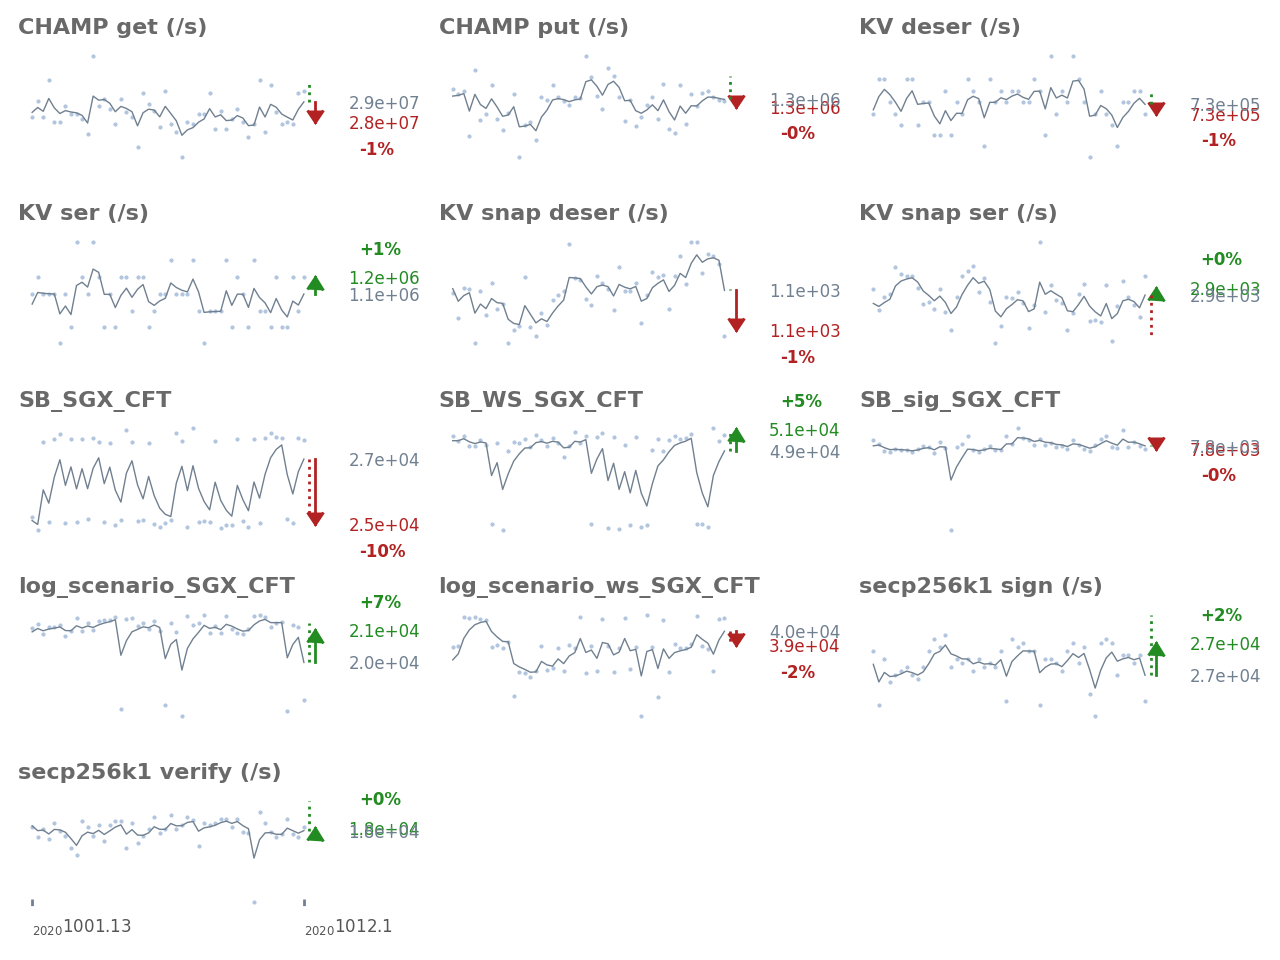 CHAMP get (/s)
2.9e+07
2.8e+07
-1%
CHAMP put (/s)
1.3e+06
1.3e+06
-0%
KV deser (/s)
7.3e+05
7.3e+05
-1%
KV ser (/s)
+1%
1.2e+06
1.1e+06
KV snap deser (/s)
1.1e+03
1.1e+03
-1%
KV snap ser (/s)
+0%
2.9e+03
2.9e+03
SB_SGX_CFT
2.7e+04
2.5e+04
-10%
SB_WS_SGX_CFT
+5%
5.1e+04
4.9e+04
SB_sig_SGX_CFT
7.8e+03
7.8e+03
-0%
log_scenario_SGX_CFT
+7%
2.1e+04
2.0e+04
log_scenario_ws_SGX_CFT
4.0e+04
3.9e+04
-2%
secp256k1 sign (/s)
+2%
2.7e+04
2.7e+04
secp256k1 verify (/s)
+0%
1.8e+04
1.8e+04
20201001.13
20201012.1